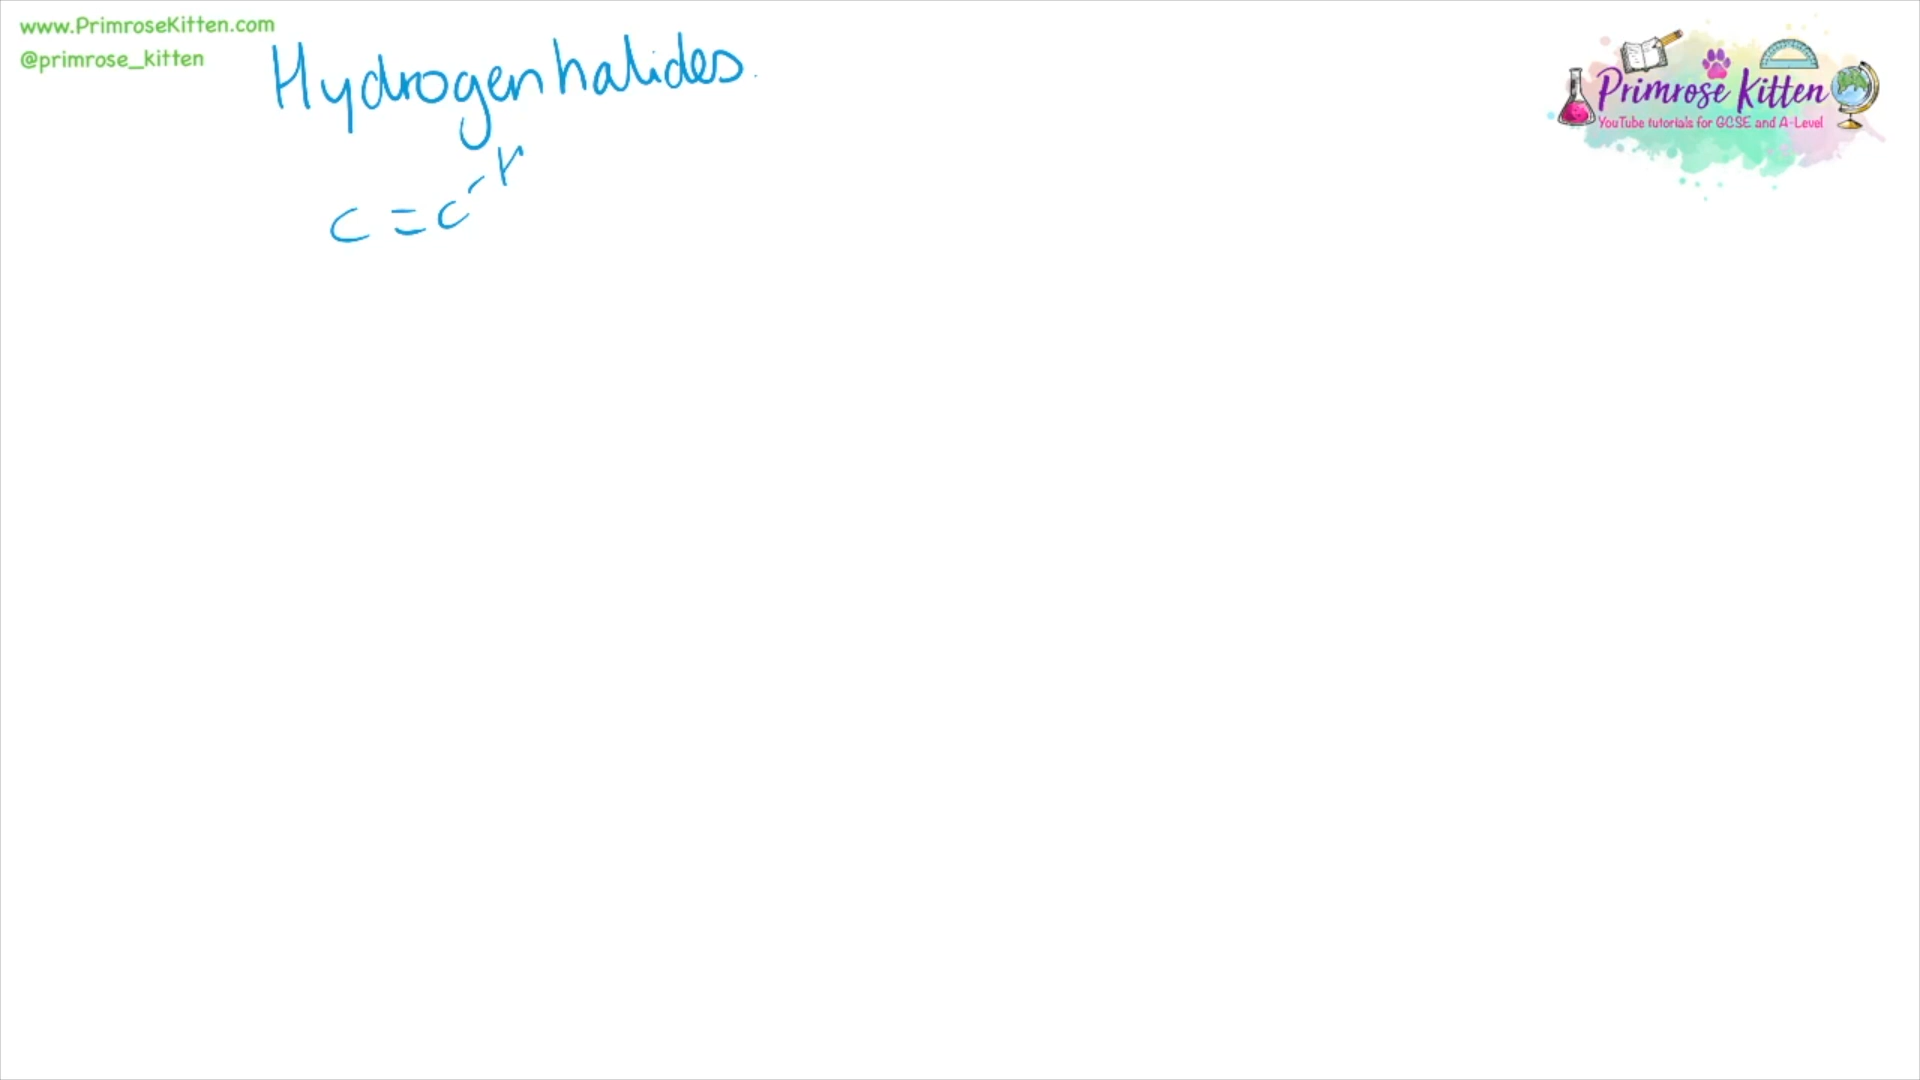 www.PrimroseKitten.com
@primrose_kitten
Hydrogen halides
C = C
Primrose Kitten
YouTube tutorials for GCSE and A-Level